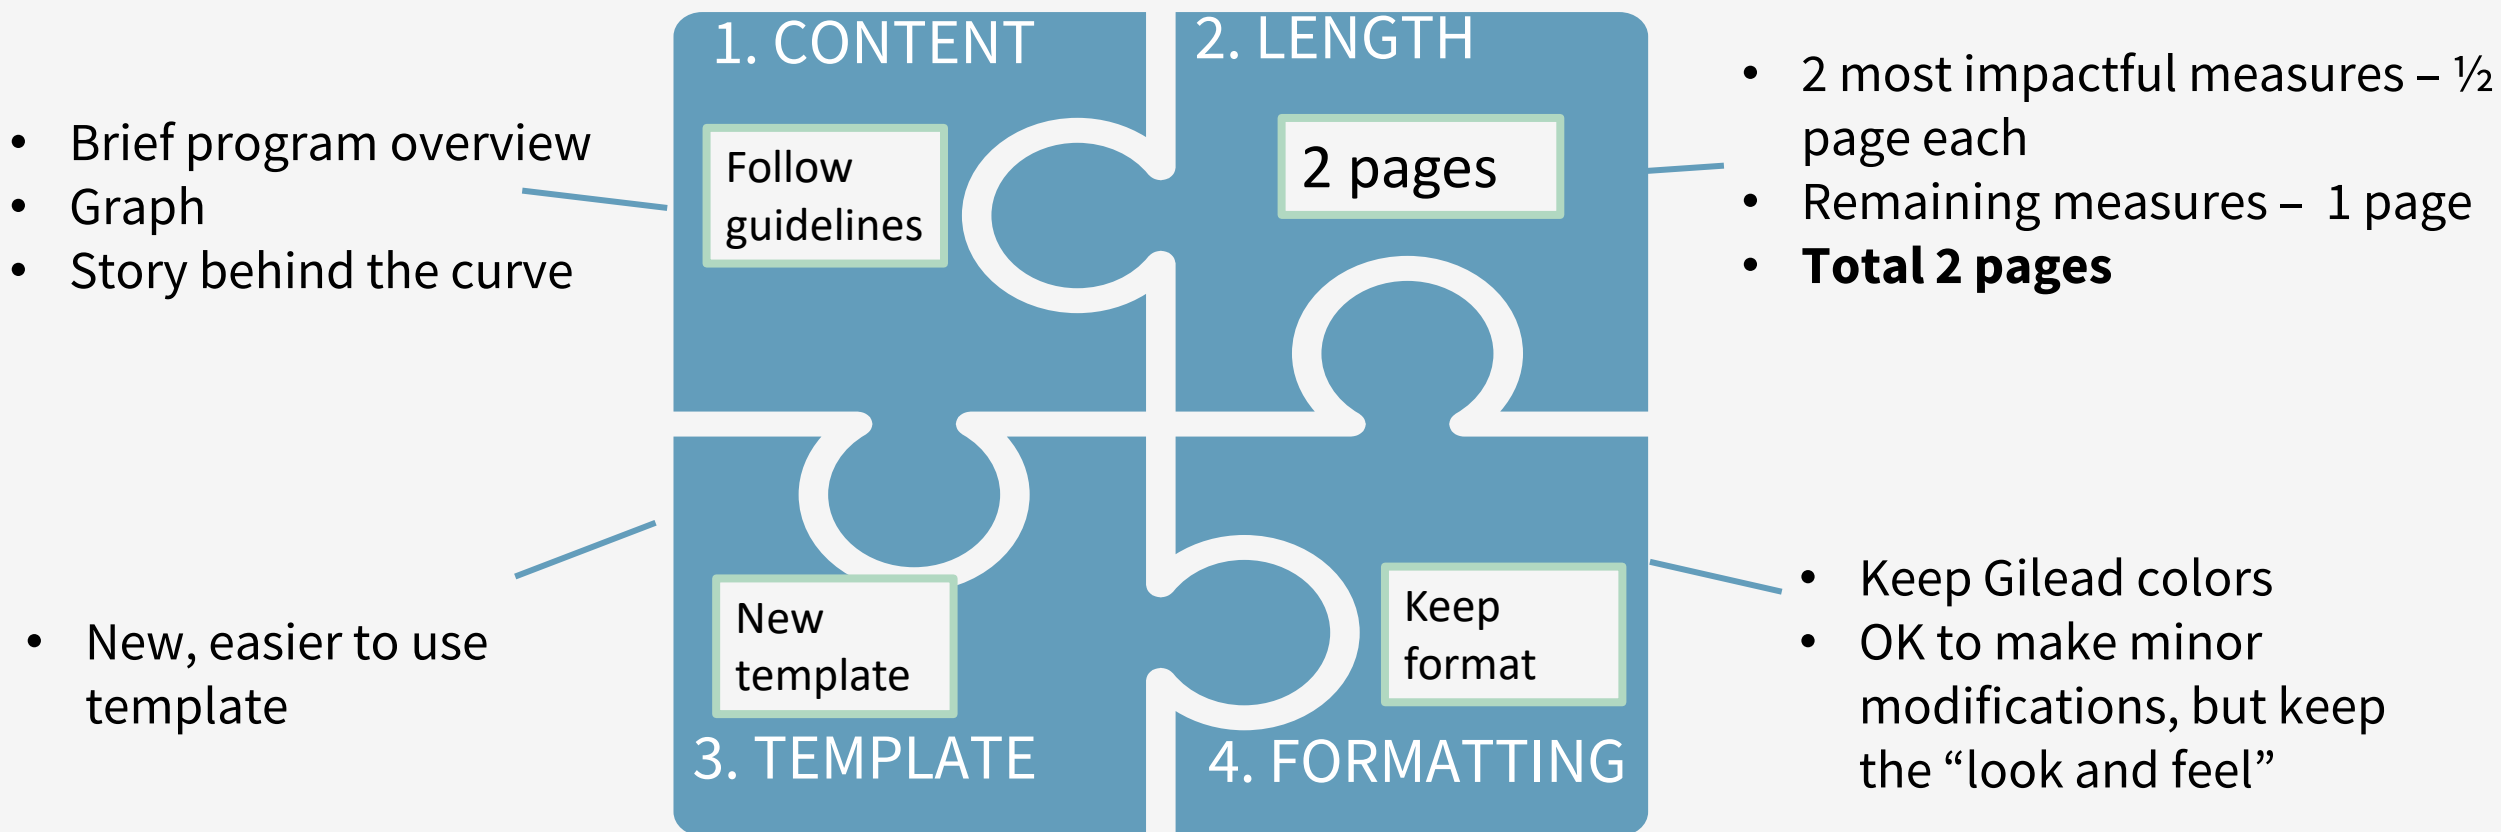 1. CONTENT
Follow
guidelines
• Brief program overview
• Graph
• Story behind the curve
2. LENGTH
2 pages
• 2 most impactful measures – ½
page each
• Remaining measures – 1 page
• Total 2 pages
New
template
3. TEMPLATE
• New, easier to use
template
Keep
format
4. FORMATTING
• Keep Gilead colors
• OK to make minor
modifications, but keep
the “look and feel”